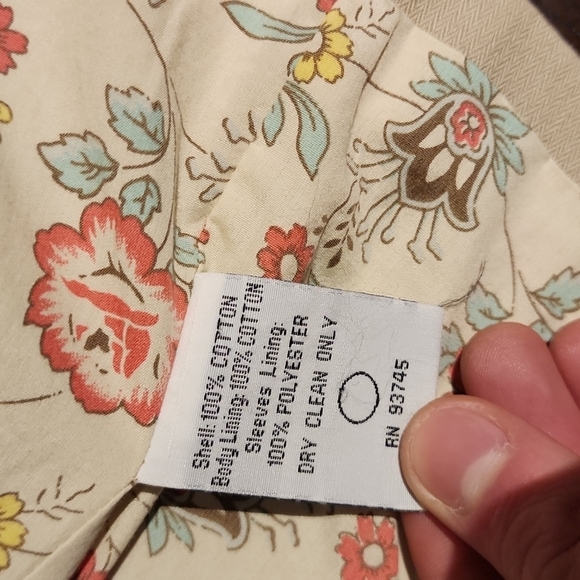 Shell: 100% COTTON
Body Lining: 100% COTTON
Sleeves Lining:
100% POLYESTER
DRY CLEAN ONLY
RN 93745